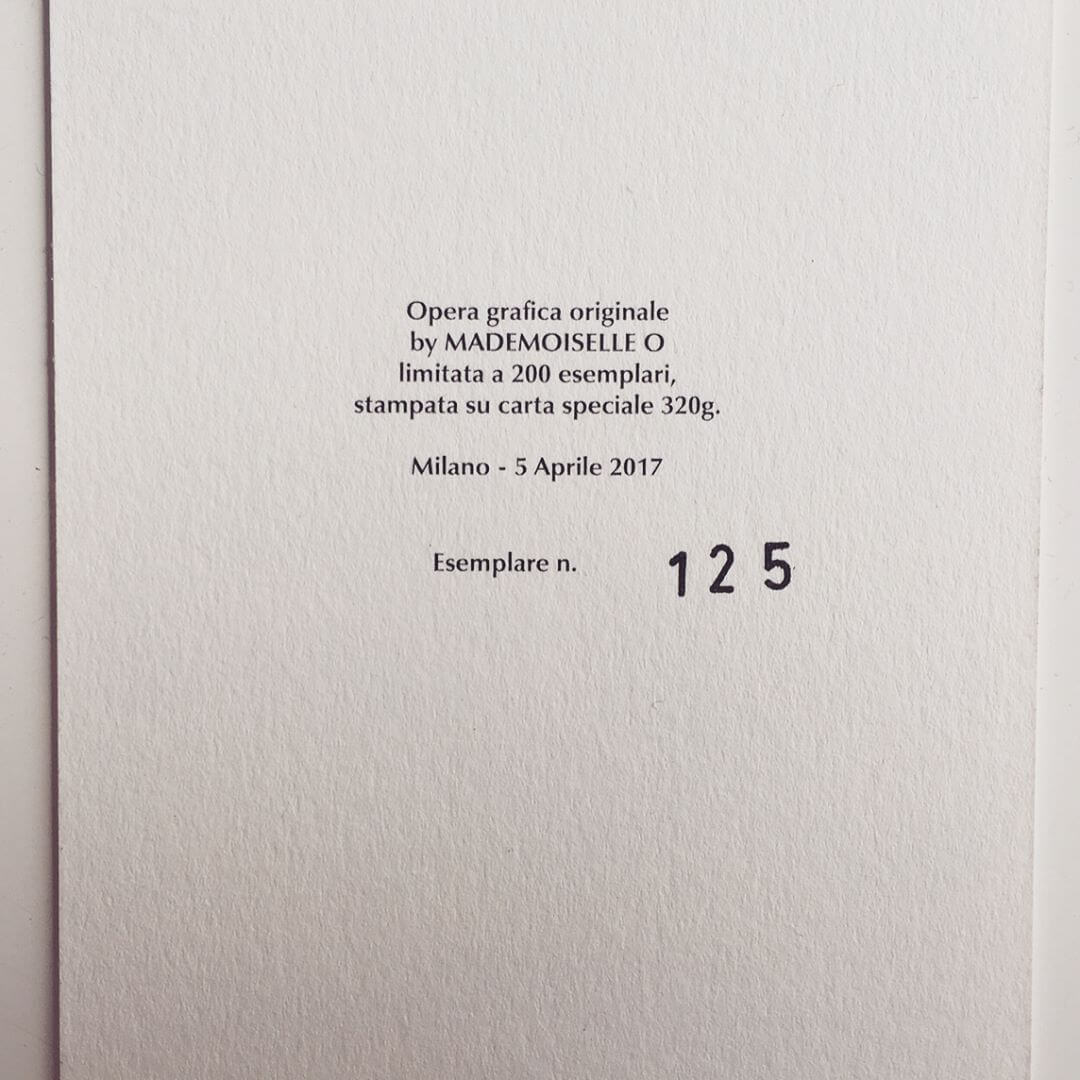 Opera grafica originale
by MADEMOISELLE O
limitata a 200 esemplari,
stampata su carta speciale 320g.
Milano - 5 Aprile 2017
Esemplare n. 125